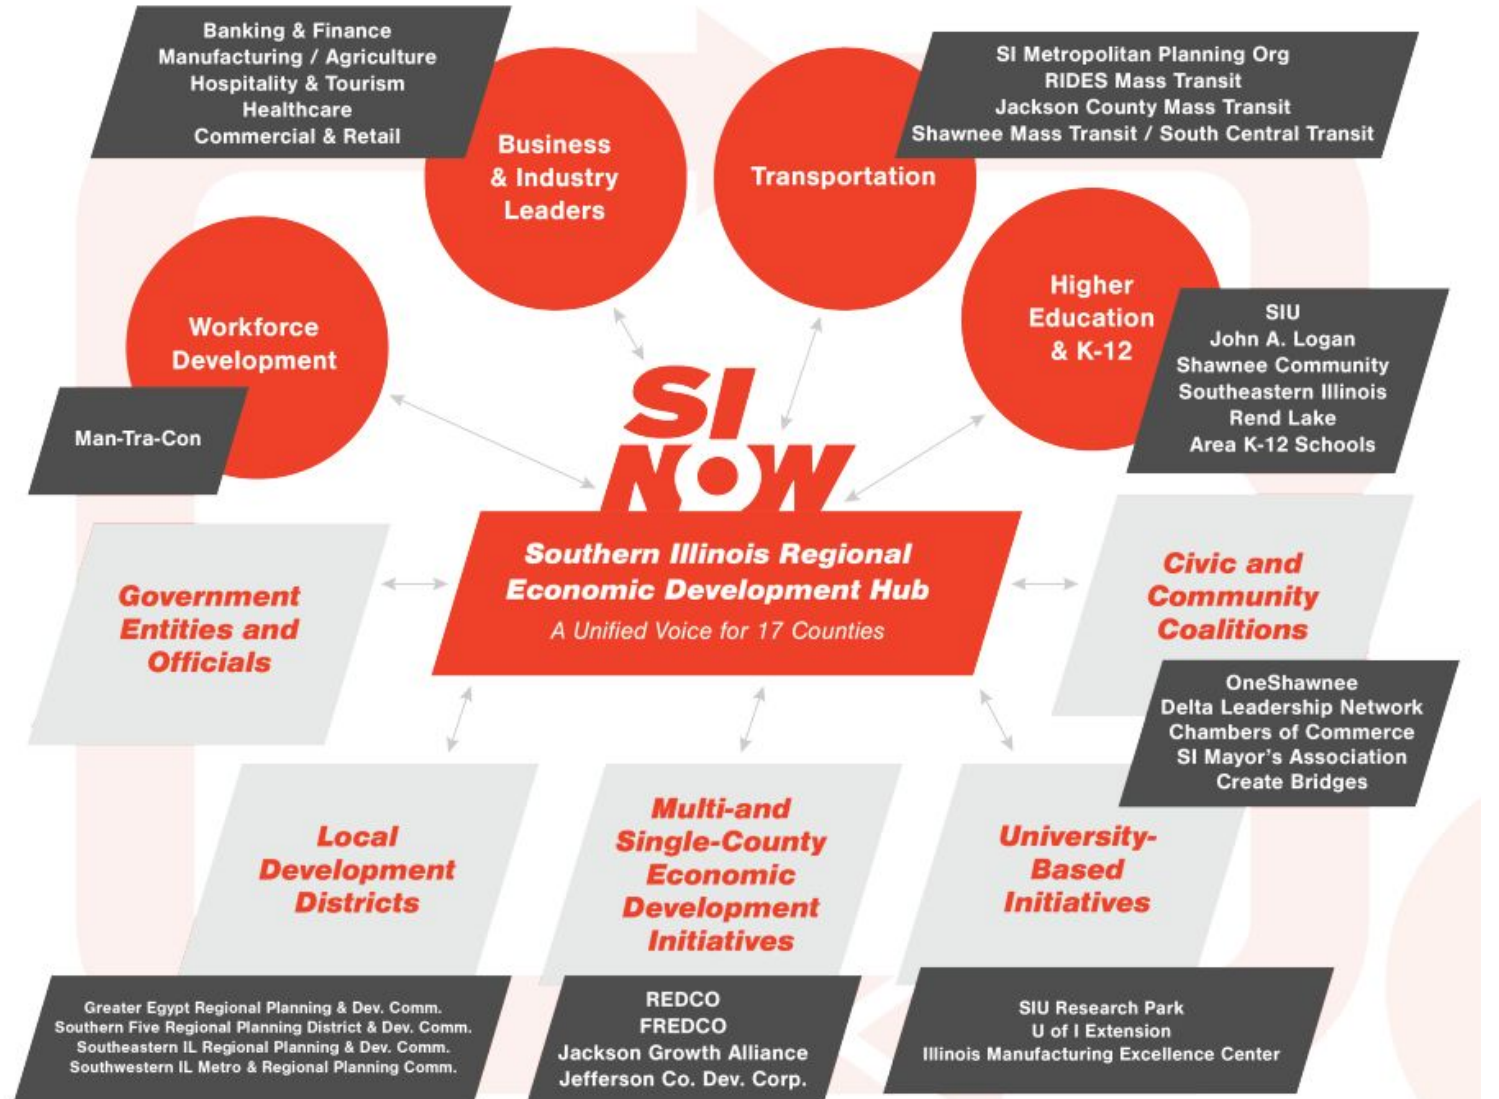 Banking & Finance
Manufacturing / Agriculture
Hospitality & Tourism
Healthcare
Commercial & Retail
Business
& Industry
Leaders
Transportation
SI Metropolitan Planning Org
RIDES Mass Transit
Jackson County Mass Transit
Shawnee Mass Transit / South Central Transit
Workforce
Development
Man-Tra-Con
Higher
Education
& K-12
SIU
John A. Logan
Shawnee Community
Southeastern Illinois
Rend Lake
Area K-12 Schools
SI
NOW
Southern Illinois Regional
Economic Development Hub
A Unified Voice for 17 Counties
Government
Entities and
Officials
Civic and
Community
Coalitions
OneShawnee
Delta Leadership Network
Chambers of Commerce
SI Mayor's Association
Create Bridges
Local
Development
Districts
Greater Egypt Regional Planning & Dev. Comm.
Southern Five Regional Planning District & Dev. Comm.
Southeastern IL Regional Planning & Dev. Comm.
Southwestern IL Metro & Regional Planning Comm.
Multi-and
Single-County
Economic
Development
Initiatives
REDCO
FREDCO
Jackson Growth Alliance
Jefferson Co. Dev. Corp.
University-
Based
Initiatives
SIU Research Park
U of I Extension
Illinois Manufacturing Excellence Center